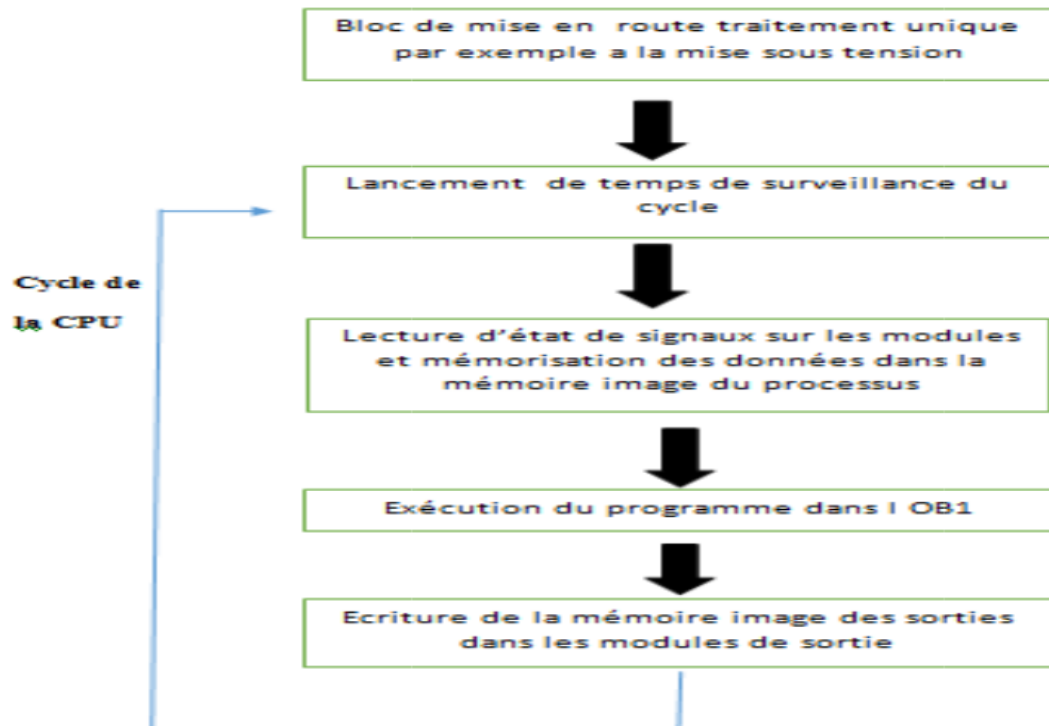 Bloc de mise en route traitement unique
par exemple a la mise sous tension
Lancement de temps de surveillance du
cycle
Cycle de
la CPU
Lecture d'état de signaux sur les modules
et mémorisation des données dans la
mémoire image du processus
Exécution du programme dans l OB1
Ecriture de la mémoire image des sorties
dans les modules de sortie